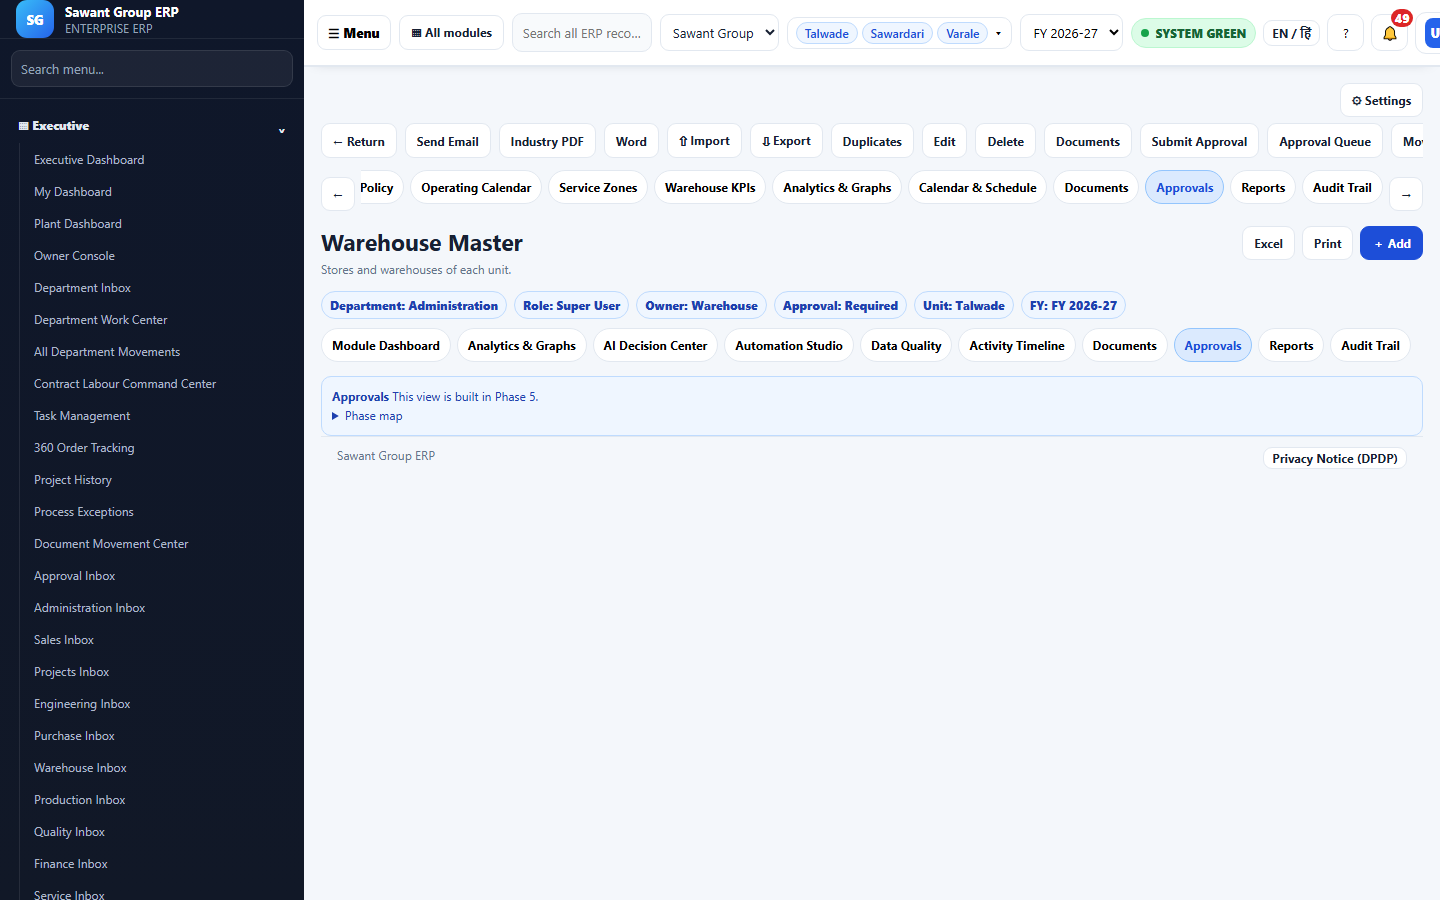 SG
Sawant Group ERP
ENTERPRISE ERP
☰ Menu
▦ All modules
Search all ERP reco...
Sawant Group
Talwade
Sawardari
Varale
FY 2026-27
SYSTEM GREEN
EN / हिं
?
49
U
Search menu...
⚙ Settings
▦ Executive
Executive Dashboard
My Dashboard
Plant Dashboard
Owner Console
Department Inbox
Department Work Center
All Department Movements
Contract Labour Command Center
Task Management
360 Order Tracking
Project History
Process Exceptions
Document Movement Center
Approval Inbox
Administration Inbox
Sales Inbox
Projects Inbox
Engineering Inbox
Purchase Inbox
Warehouse Inbox
Production Inbox
Quality Inbox
Finance Inbox
Service Inbox
← Return
Send Email
Industry PDF
Word
⇧ Import
⇩ Export
Duplicates
Edit
Delete
Documents
Submit Approval
Approval Queue
←
Policy
Operating Calendar
Service Zones
Warehouse KPIs
Analytics & Graphs
Calendar & Schedule
Documents
Approvals
Reports
Audit Trail
→
Warehouse Master
Excel
Print
+ Add
Stores and warehouses of each unit.
Department: Administration
Role: Super User
Owner: Warehouse
Approval: Required
Unit: Talwade
FY: FY 2026-27
Module Dashboard
Analytics & Graphs
AI Decision Center
Automation Studio
Data Quality
Activity Timeline
Documents
Approvals
Reports
Audit Trail
Approvals This view is built in Phase 5.
▶ Phase map
Sawant Group ERP
Privacy Notice (DPDP)